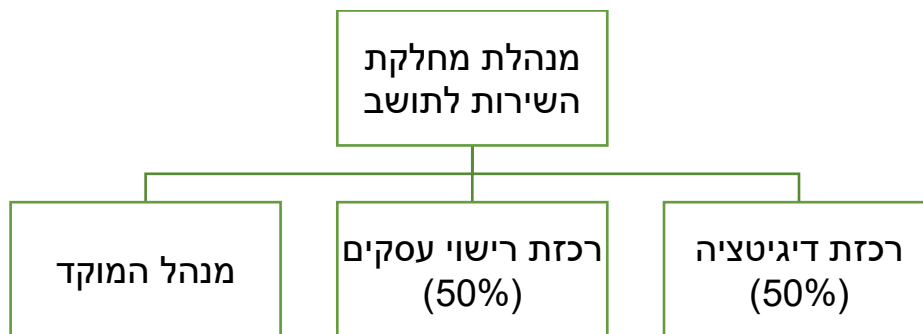 מנהלת מחלקת
השירות לתושב
רכזת דיגיטציה
(50%)
רכזת רישוי עסקים
(50%)
מנהל המוקד